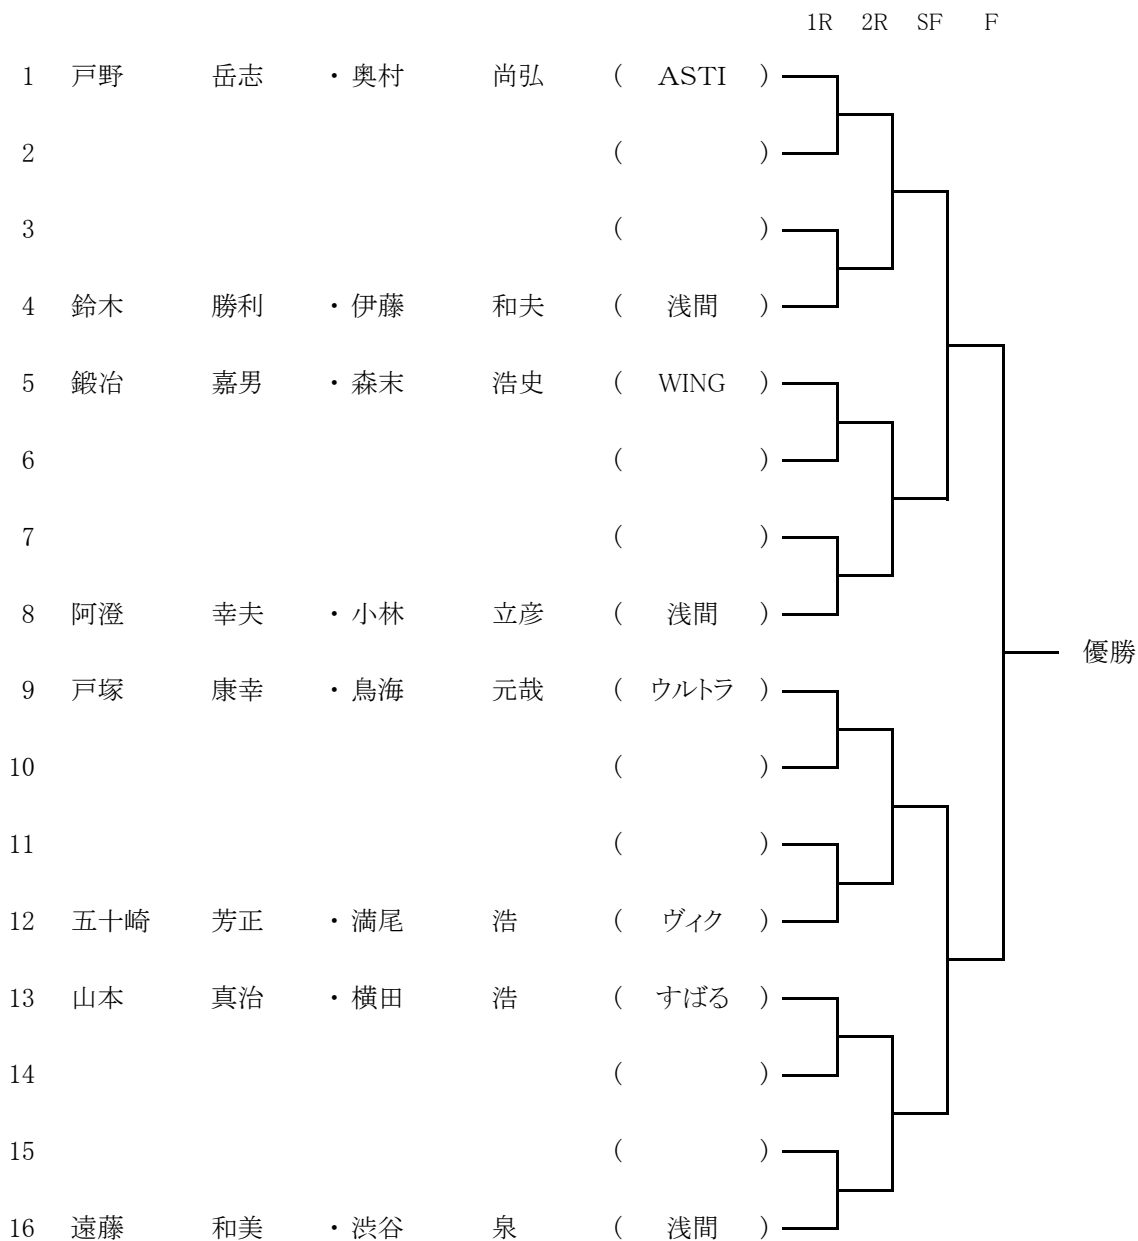 1R 2R SF F
1 戸野 岳志 ・ 奥村 尚弘 ( ASTI )
2 ( )
3 ( )
4 鈴木 勝利 ・ 伊藤 和夫 ( 浅間 )
5 鍛冶 嘉男 ・ 森末 浩史 ( WING )
6 ( )
7 ( )
8 阿澄 幸夫 ・ 小林 立彦 ( 浅間 )
優勝
9 戸塚 康幸 ・ 鳥海 元哉 ( ウルトラ )
10 ( )
11 ( )
12 五十崎 芳正 ・ 満尾 浩 ( ヴィク )
13 山本 真治 ・ 横田 浩 ( すばる )
14 ( )
15 ( )
16 遠藤 和美 ・ 渋谷 泉 ( 浅間 )